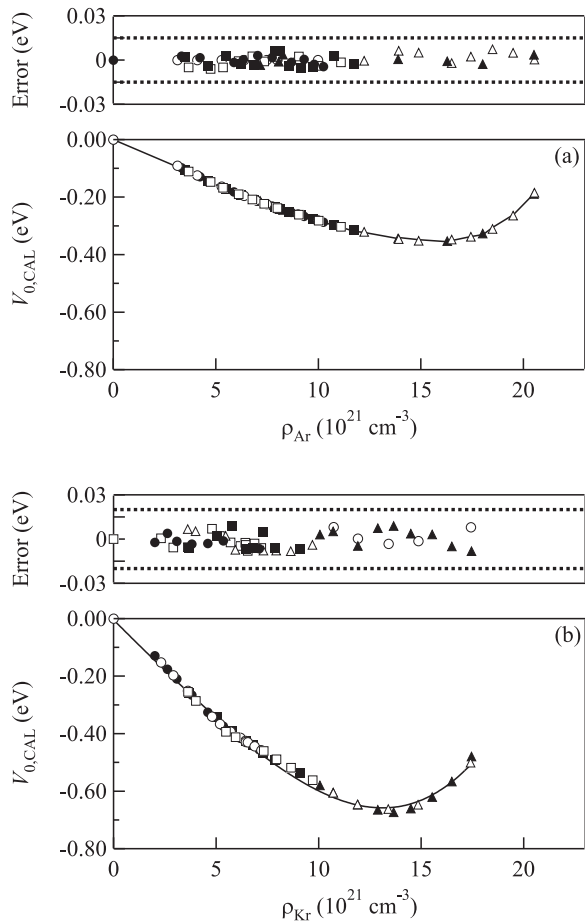 Error (eV)
0.03
0
-0.03
(a)
V0,CAL (eV)
0.00
-0.20
-0.40
-0.60
-0.80
0 5 10 15 20
ρAr (10^21 cm^-3)
Error (eV)
0.03
0.00
-0.03
(b)
V0,CAL (eV)
0.00
-0.20
-0.40
-0.60
-0.80
0 5 10 15 20
ρKr (10^21 cm^-3)